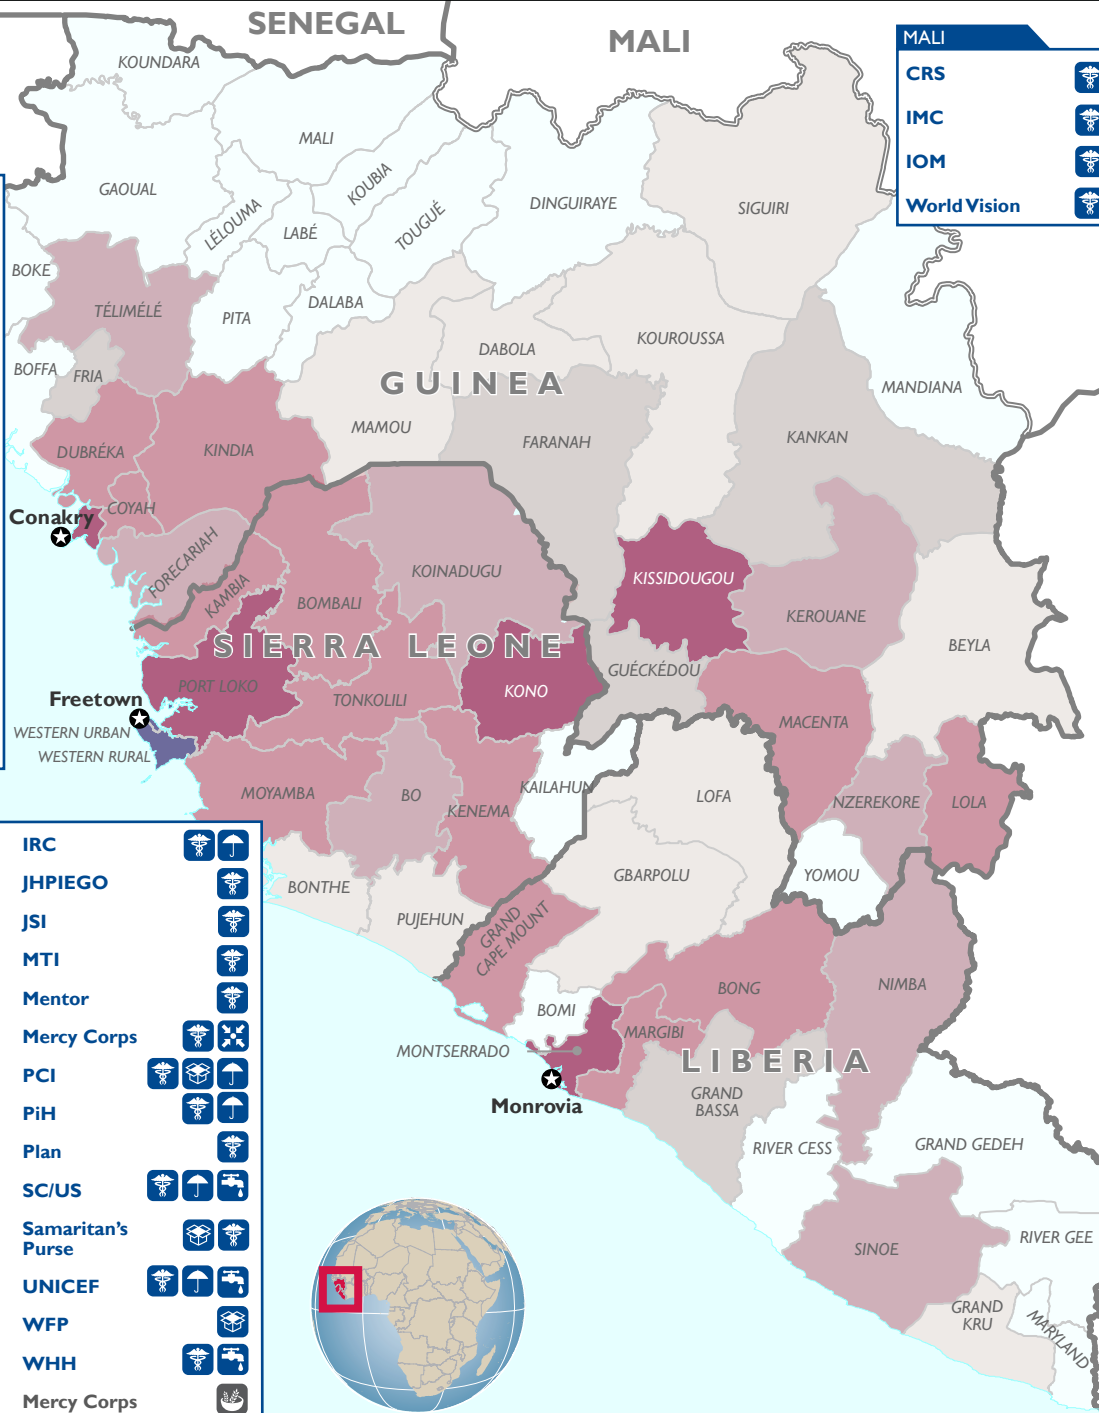 SENEGAL
MALI
MALI
CRS
IMC
IOM
World Vision
KOUNDARA
MALI
GAOUAL
KOUBIA
LÉLOUMA
LABÉ
TOUGUÉ
DINGUIRAYE
SIGUIRI
BOKE
TÉLIMÉLÉ
PITA
DALABA
BOFFA
FRIA
DABOLA
KOUROUSSA
GUINEA
MANDIANA
MAMOU
FARANAH
KANKAN
DUBRÉKA
KINDIA
COYAH
Conakry
FORECARIAH
KAMBIA
KOINADUGU
BOMBALI
KISSIDOUGOU
KEROUANE
SIERRA LEONE
BEYLA
GUÉCKÉDOU
PORT LOKO
KONO
TONKOLILI
Freetown
MACENTA
WESTERN URBAN
WESTERN RURAL
MOYAMBA
BO
KENEMA
KAILAHUN
LOFA
NZEREKORE
LOLA
GBARPOLU
YOMOU
BONTHE
PUJEHUN
GRAND
CAPE MOUNT
BONG
NIMBA
BOMI
MARGIBI
MONTSERRADO
LIBERIA
Monrovia
GRAND
BASSA
RIVER CESS
GRAND GEDEH
SINOE
RIVER GEE
GRAND
KRU
MARYLAND
IRC
JHPIEGO
JSI
MTI
Mentor
Mercy Corps
PCI
PiH
Plan
SC/US
Samaritan's
Purse
UNICEF
WFP
WHH
Mercy Corps